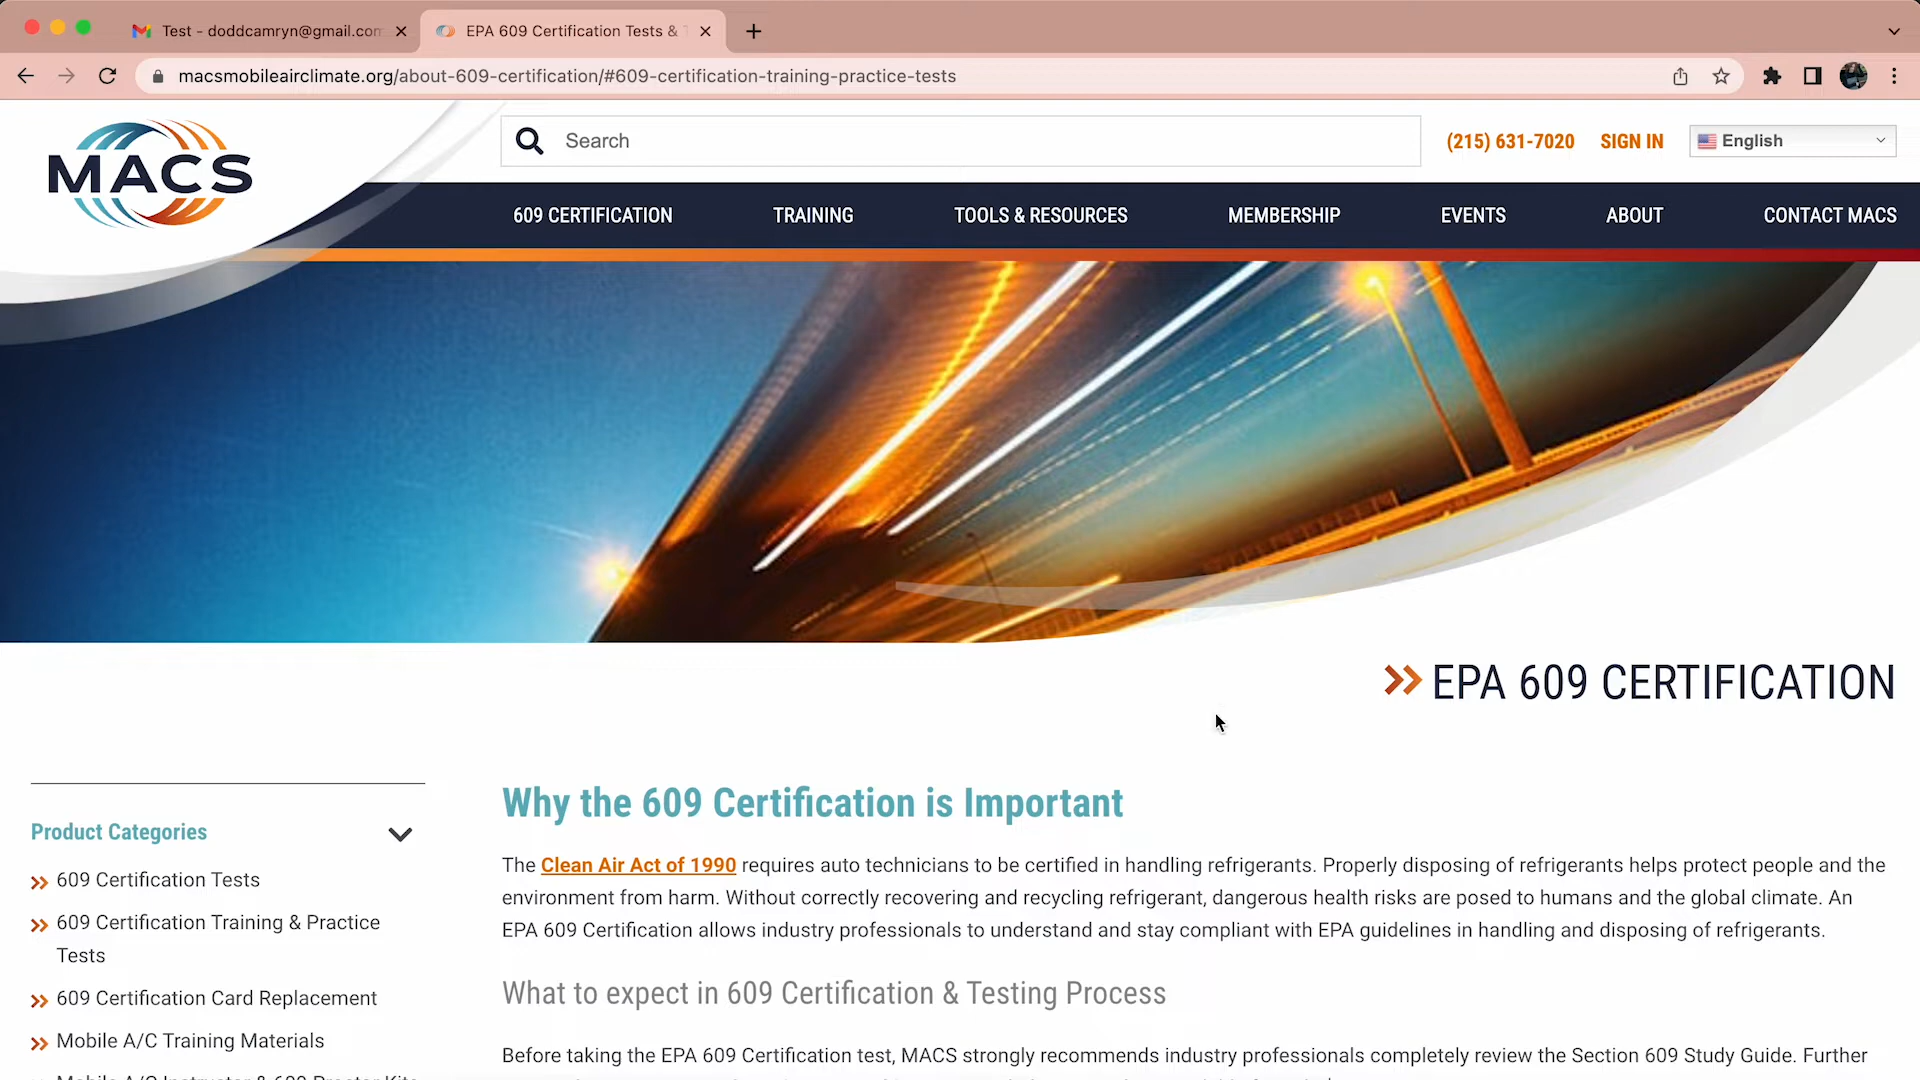 Test - doddcamryn@gmail.com
EPA 609 Certification Tests &
macsmobileairclimate.org/about-609-certification/#609-certification-training-practice-tests
MACS
Search
(215) 631-7020
SIGN IN
English
609 CERTIFICATION
TRAINING
TOOLS & RESOURCES
MEMBERSHIP
EVENTS
ABOUT
CONTACT MACS
EPA 609 CERTIFICATION
Product Categories
609 Certification Tests
609 Certification Training & Practice
Tests
609 Certification Card Replacement
Mobile A/C Training Materials
Mobile A/C Instructor & 609 Proctor Kits
Why the 609 Certification is Important
The Clean Air Act of 1990 requires auto technicians to be certified in handling refrigerants. Properly disposing of refrigerants helps protect people and the
environment from harm. Without correctly recovering and recycling refrigerant, dangerous health risks are posed to humans and the global climate. An
EPA 609 Certification allows industry professionals to understand and stay compliant with EPA guidelines in handling and disposing of refrigerants.
What to expect in 609 Certification & Testing Process
Before taking the EPA 609 Certification test, MACS strongly recommends industry professionals completely review the Section 609 Study Guide. Further